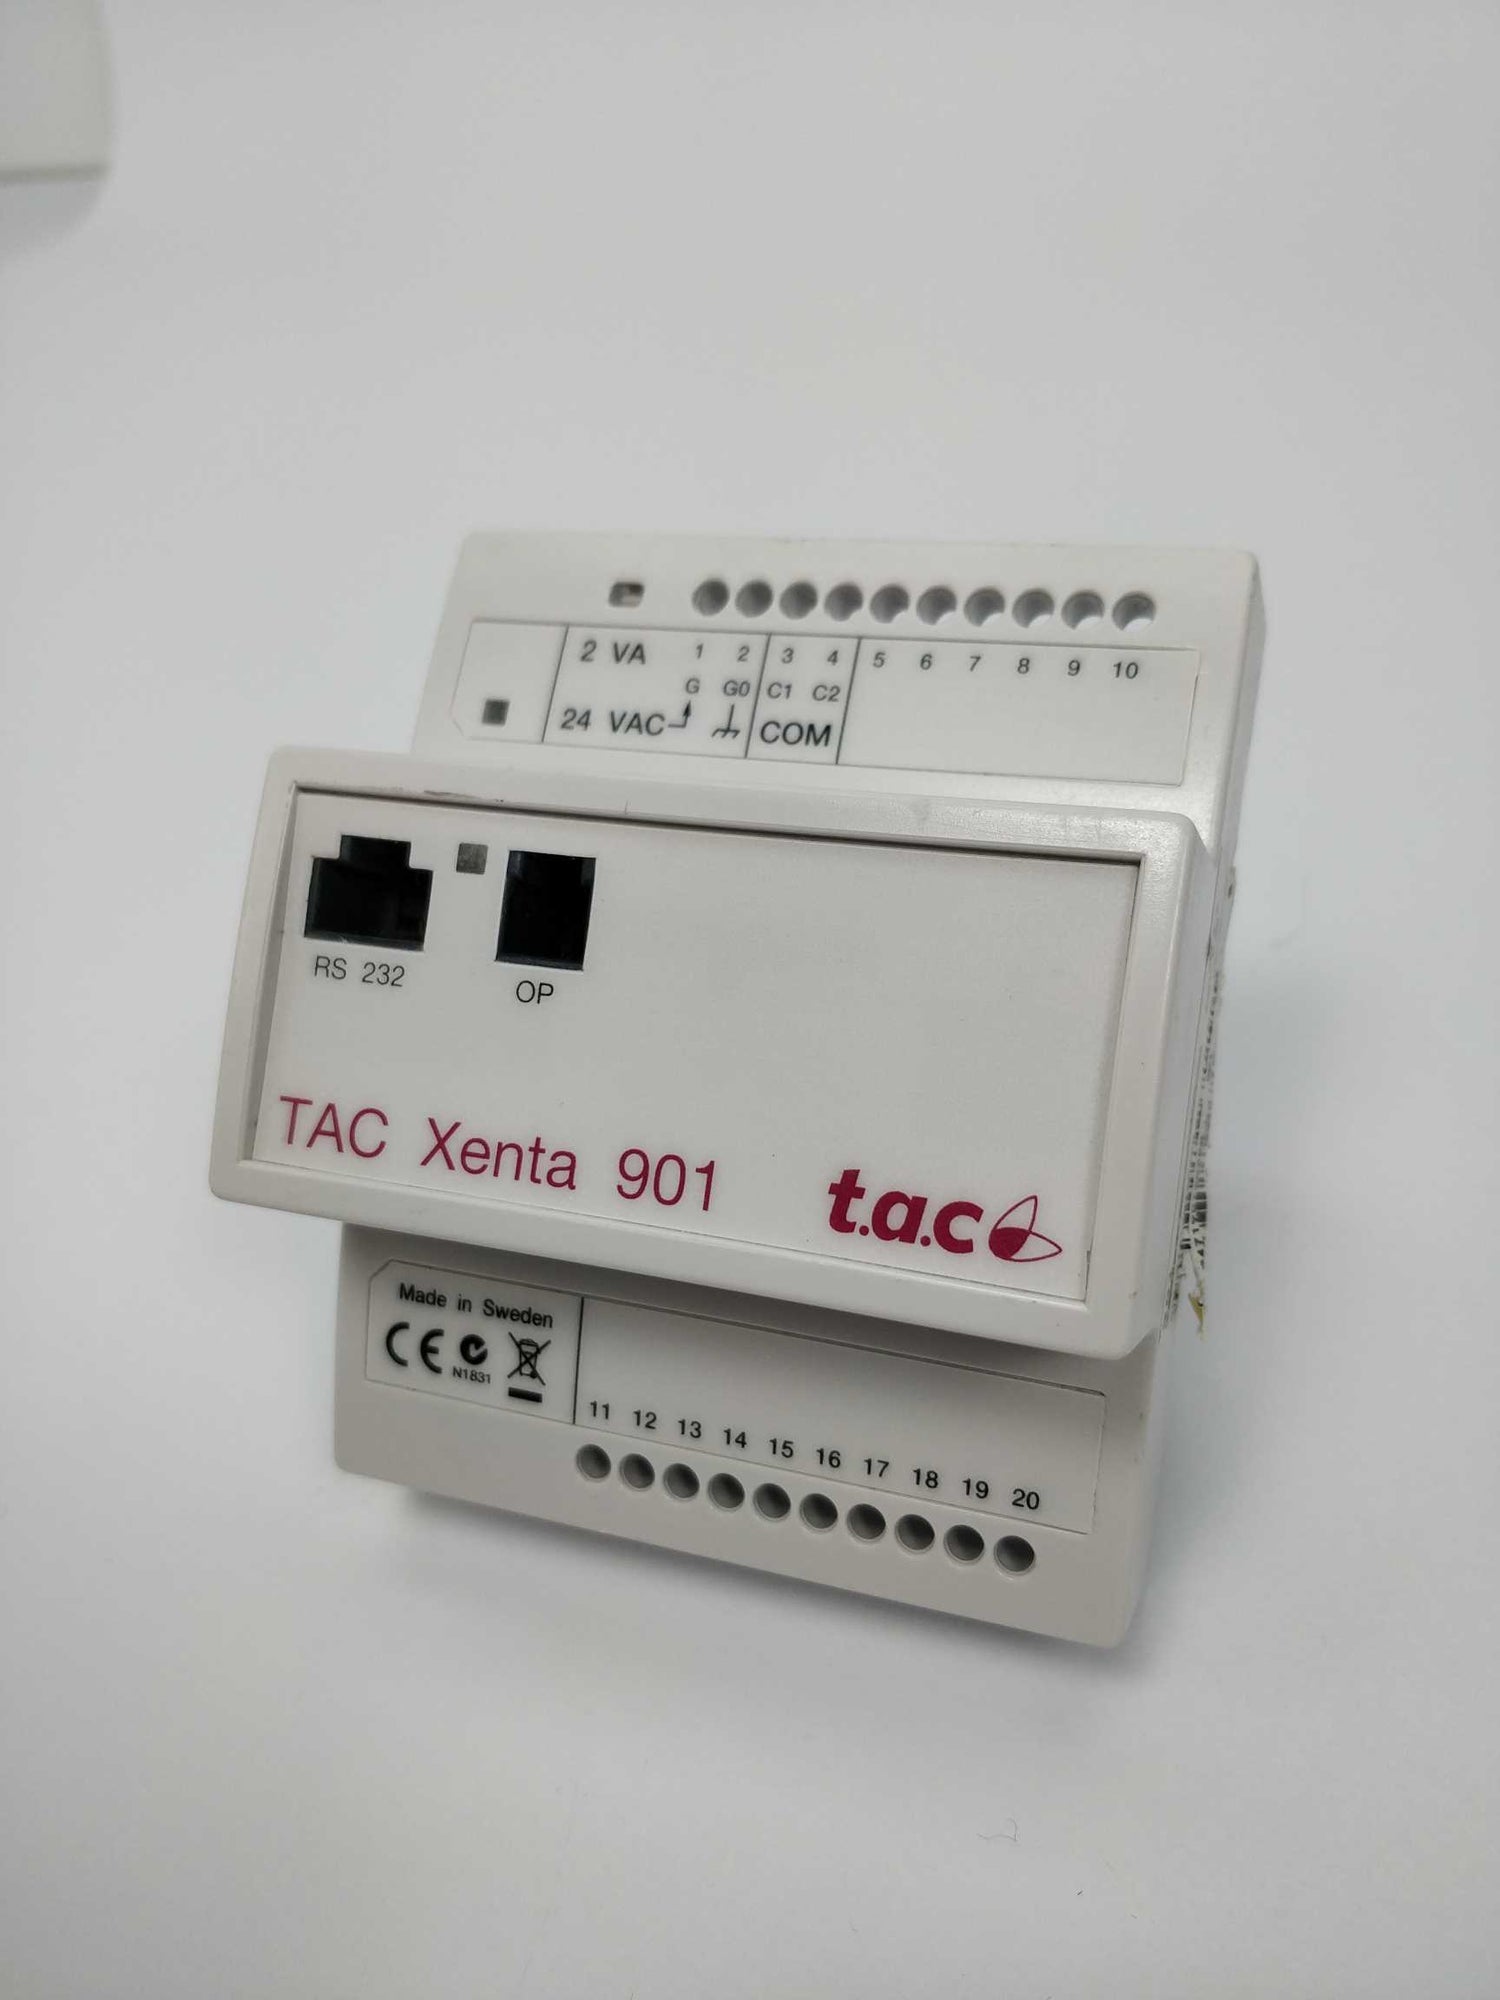 2 VA 1 2 3 4 5 6 7 8 9 10
G G0 C1 C2
24 VAC COM
RS 232
OP
TAC Xenta 901
t.a.c
Made in Sweden
CE
N1831
11 12 13 14 15 16 17 18 19 20